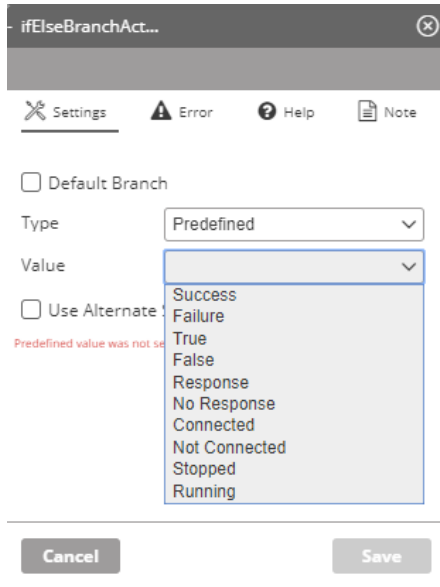 ifElseBranchAct...
Settings Error Help Note
Default Branch
Type Predefined
Value
Use Alternate
Success
Failure
Predefined value was not se
True
False
Response
No Response
Connected
Not Connected
Stopped
Running
Cancel Save